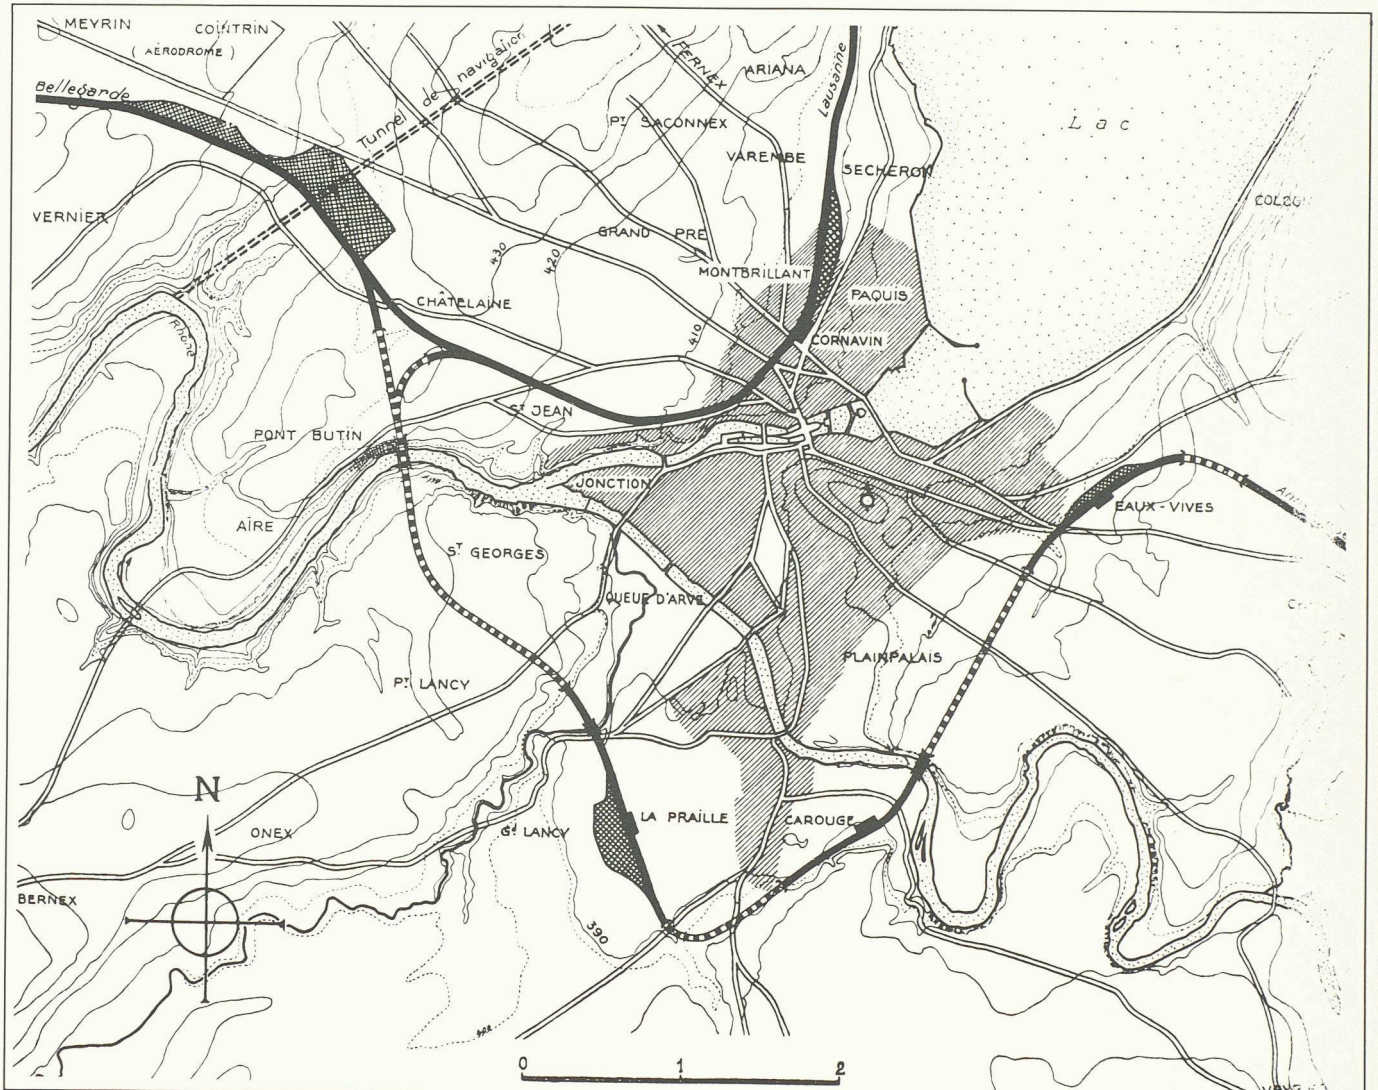 MEYRIN
COINTRIN
(AÉRODROME)
Bellegarde
Tunnel de navigation
FERNEX
ARIANA
Lausanne
Lac
PT SACONNEX
VAREMBE
SECHERON
VERNIER
GRAND PRE
430
420
410
MONTBRILLANT
PAQUIS
CHÂTELAINE
CORNAVIN
Rhône
ST JEAN
PONT BUTIN
JONCTION
EAUX-VIVES
AÏRE
ST GEORGES
QUEUE D'ARVE
PLAINPALAIS
PT LANCY
N
ONEX
Gd LANCY
LA PRAILLE
CAROUGE
BERNEX
390
0 1 2